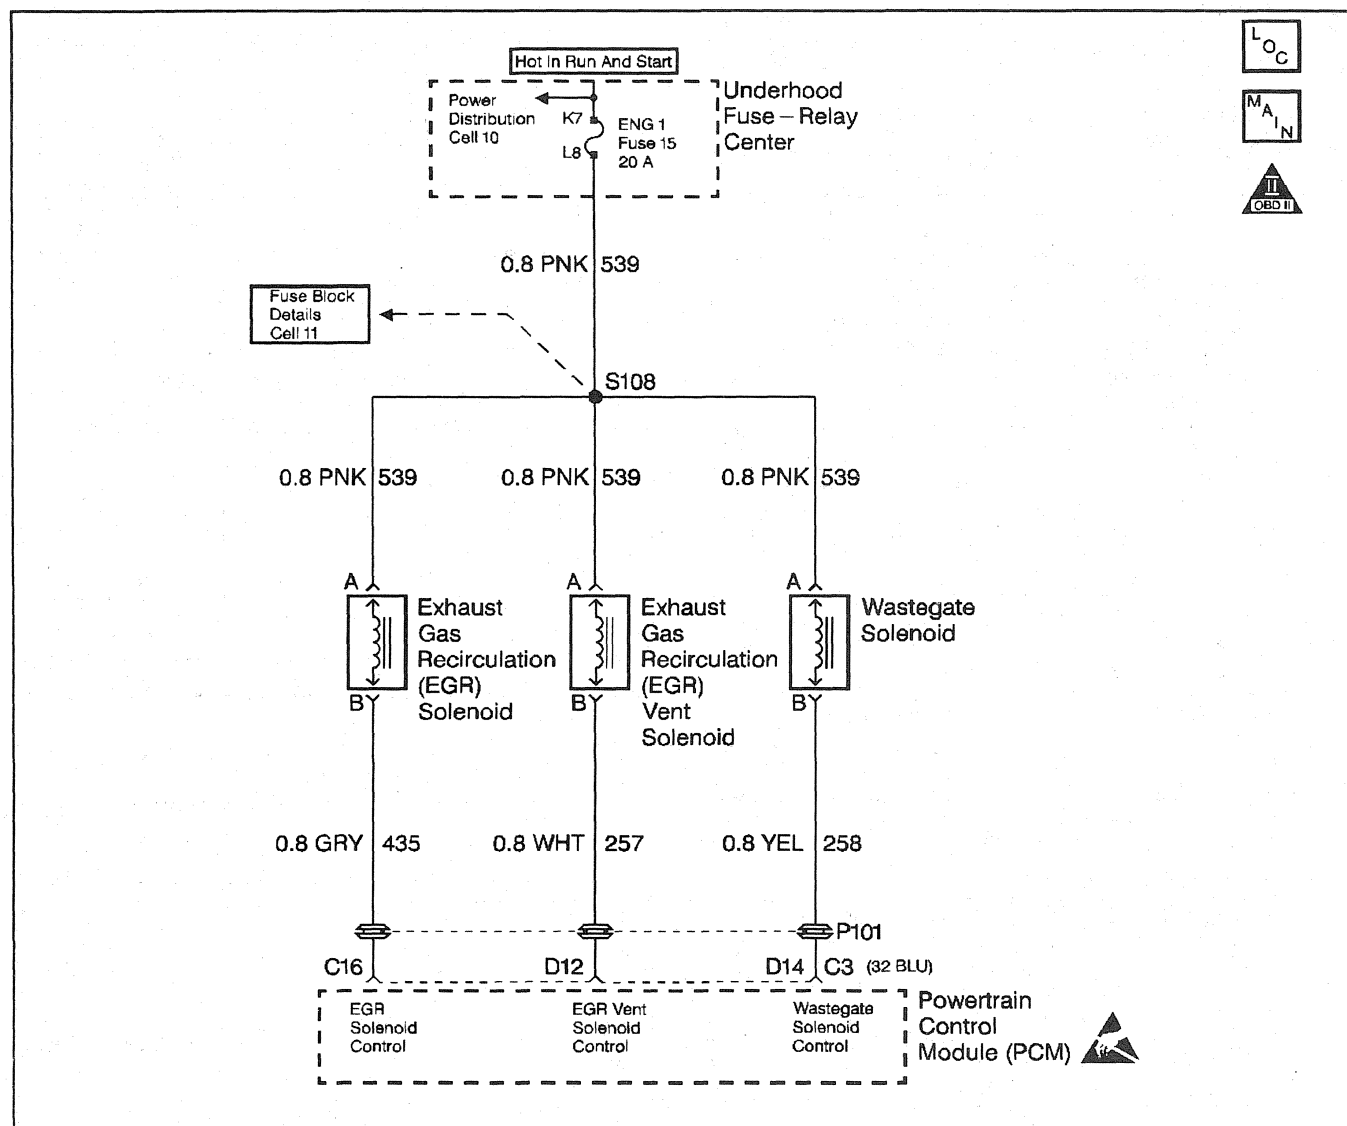 Hot In Run And Start
LOC
MAIN
II
OBD II
Power
Distribution
Cell 10
K7
L8
ENG 1
Fuse 15
20 A
Underhood
Fuse – Relay
Center
0.8 PNK 539
Fuse Block
Details
Cell 11
S108
0.8 PNK 539
0.8 PNK 539
0.8 PNK 539
A
A
A
Exhaust
Gas
Recirculation
(EGR)
Solenoid
Exhaust
Gas
Recirculation
(EGR)
Vent
Solenoid
Wastegate
Solenoid
B
B
B
0.8 GRY 435
0.8 WHT 257
0.8 YEL 258
P101
C16
D12
D14
C3 (32 BLU)
EGR
Solenoid
Control
EGR Vent
Solenoid
Control
Wastegate
Solenoid
Control
Powertrain
Control
Module (PCM)